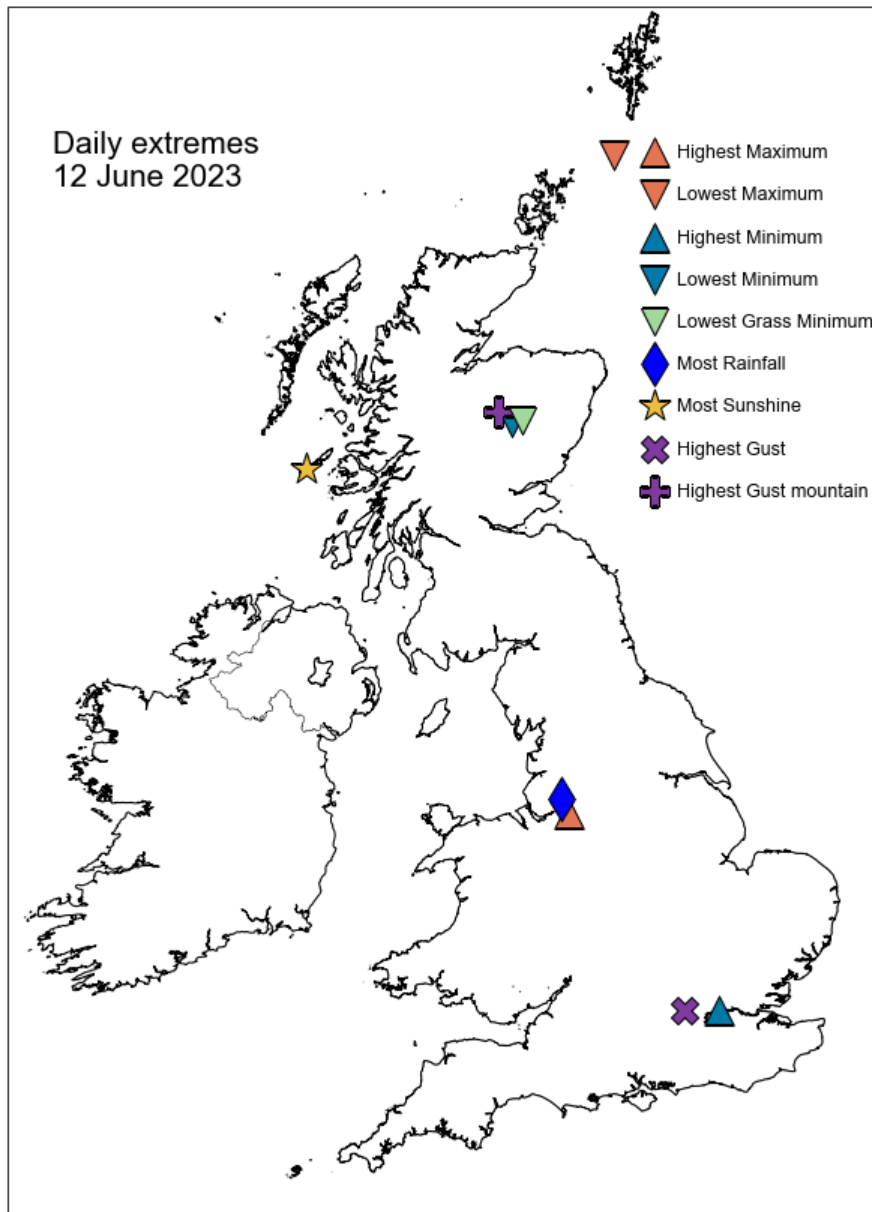 Daily extremes
12 June 2023
Highest Maximum
Lowest Maximum
Highest Minimum
Lowest Minimum
Lowest Grass Minimum
Most Rainfall
Most Sunshine
Highest Gust
Highest Gust mountain